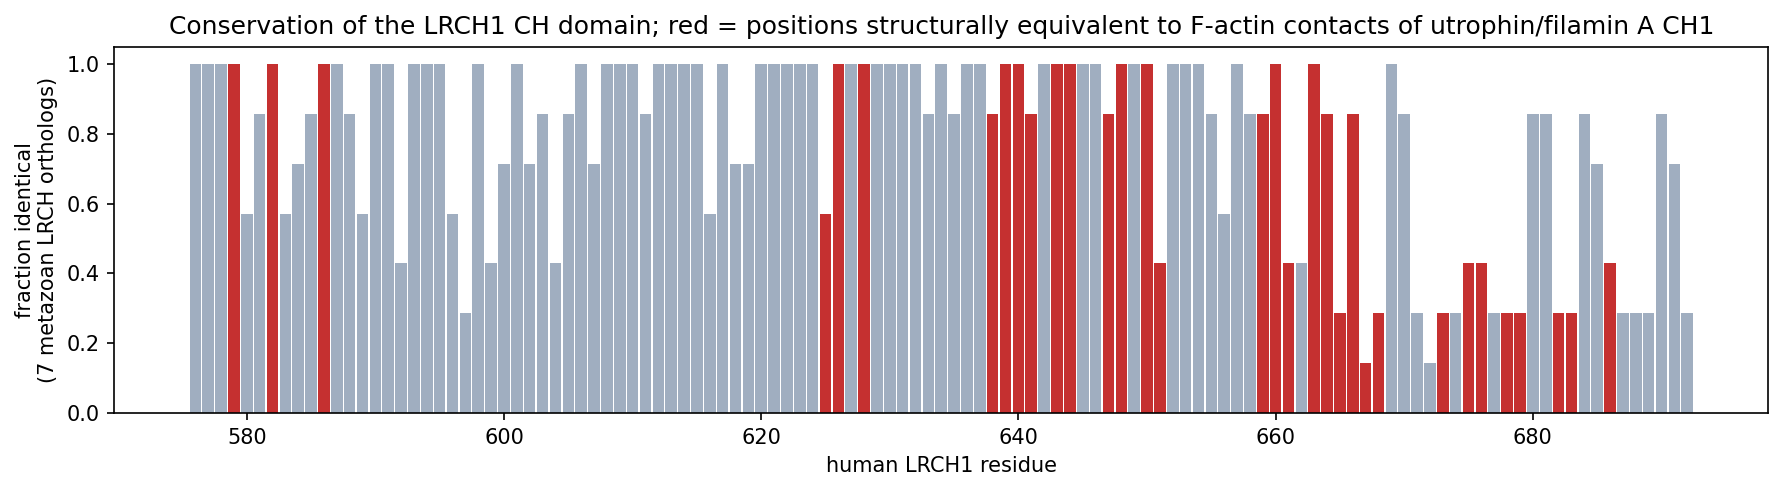 Conservation of the LRCH1 CH domain; red = positions structurally equivalent to F-actin contacts of utrophin/filamin A CH1
fraction identical
(7 metazoan LRCH orthologs)
1.0
0.8
0.6
0.4
0.2
0.0
580 600 620 640 660 680
human LRCH1 residue